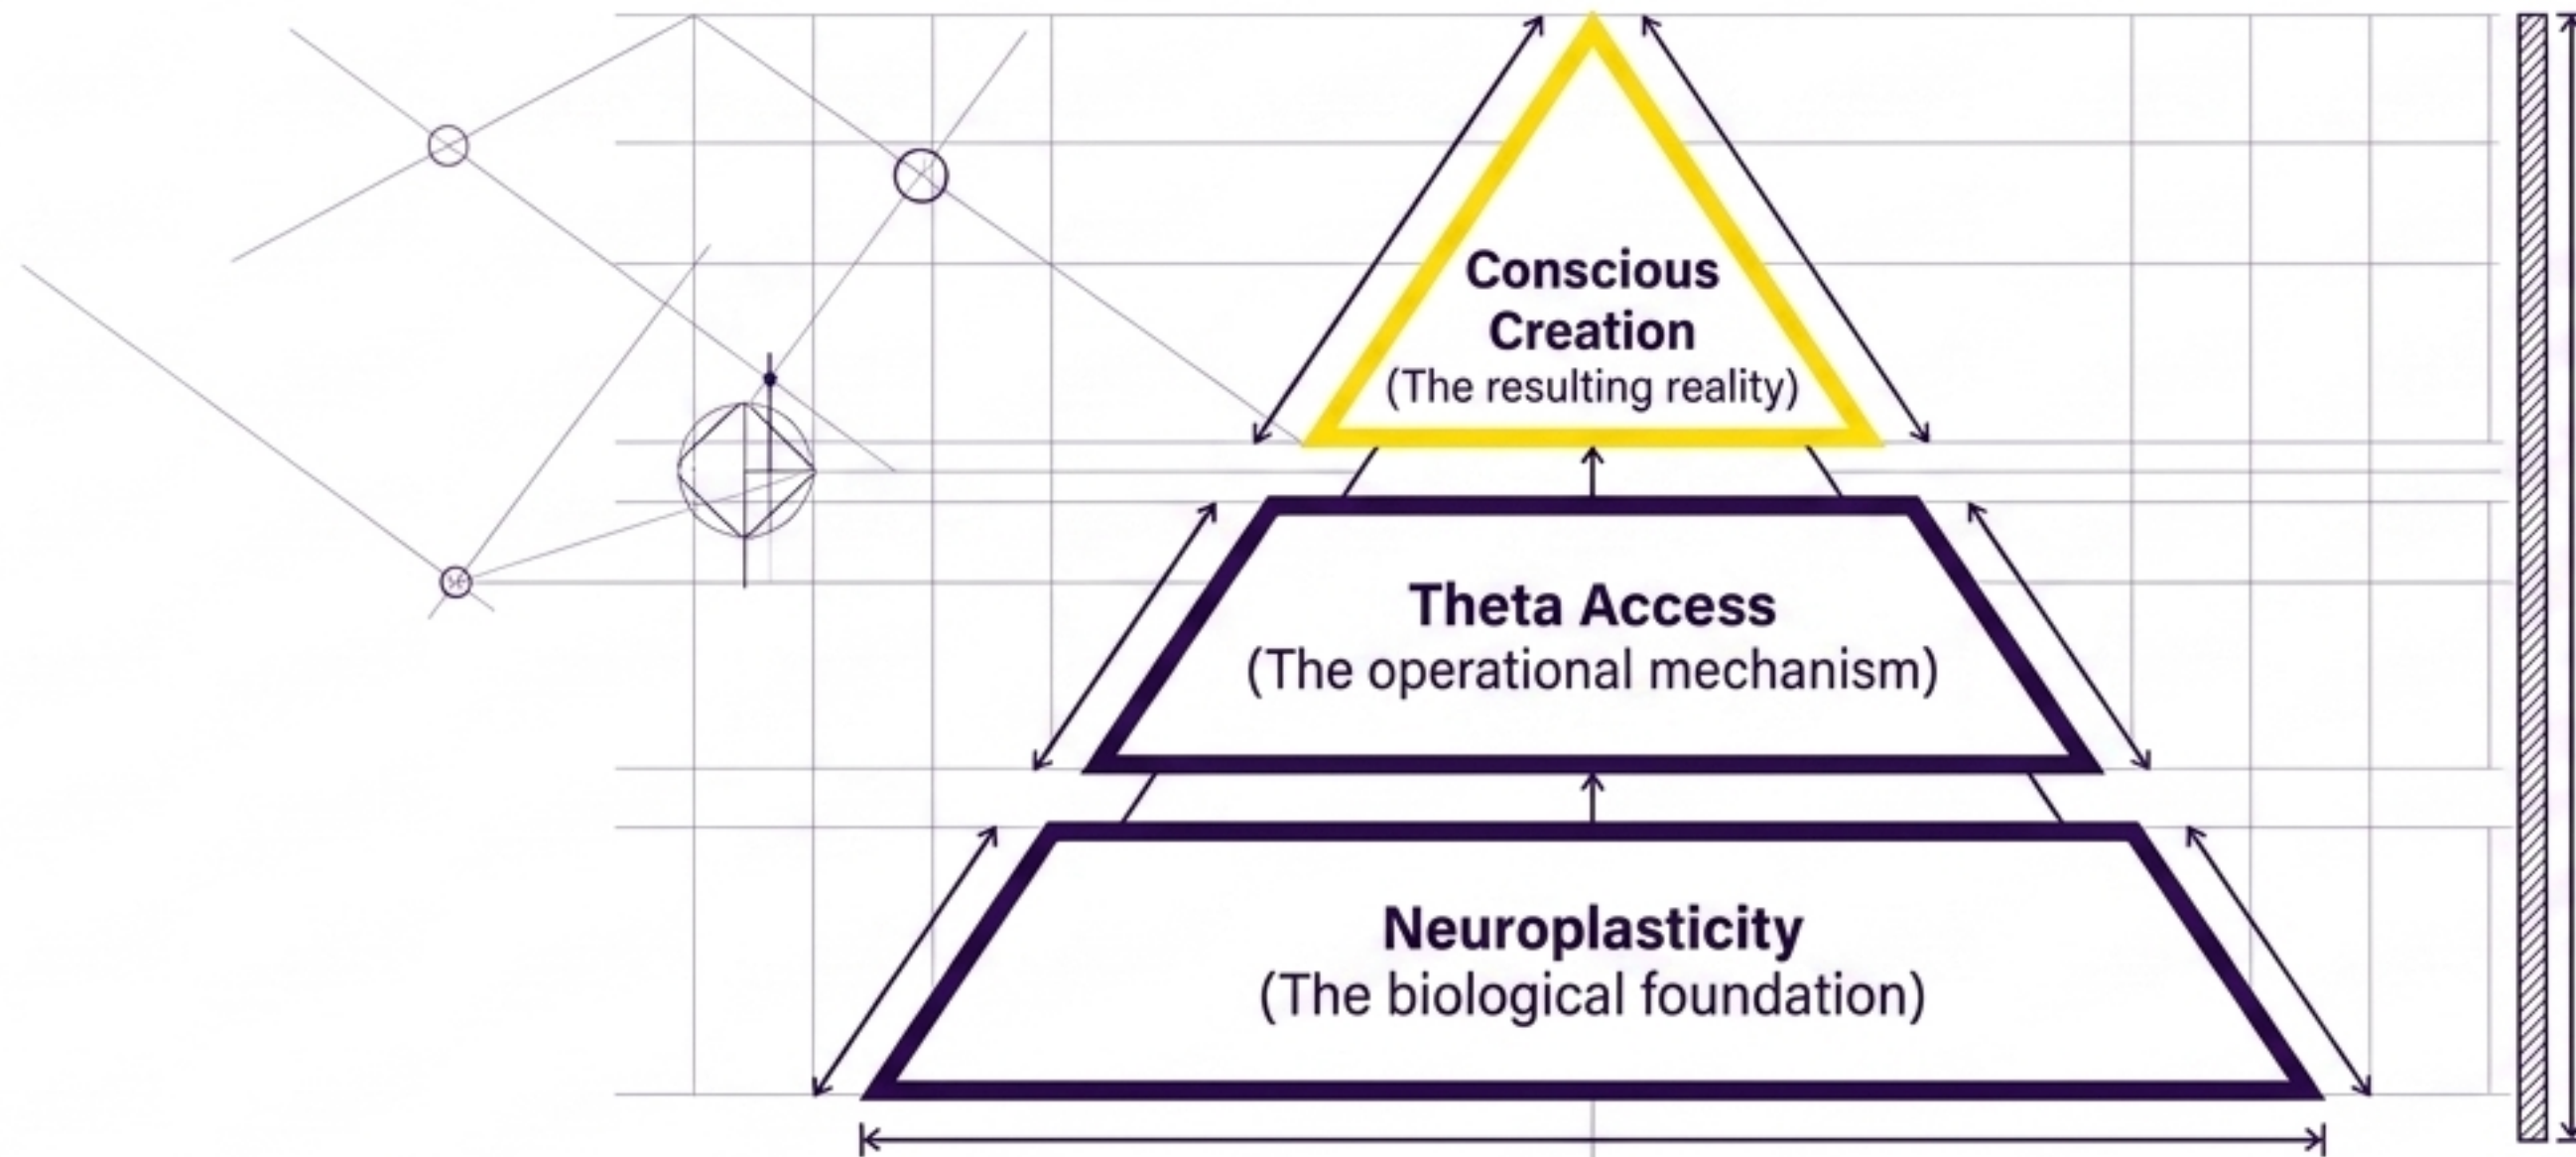 Conscious
Creation
(The resulting reality)
Theta Access
(The operational mechanism)
Neuroplasticity
(The biological foundation)